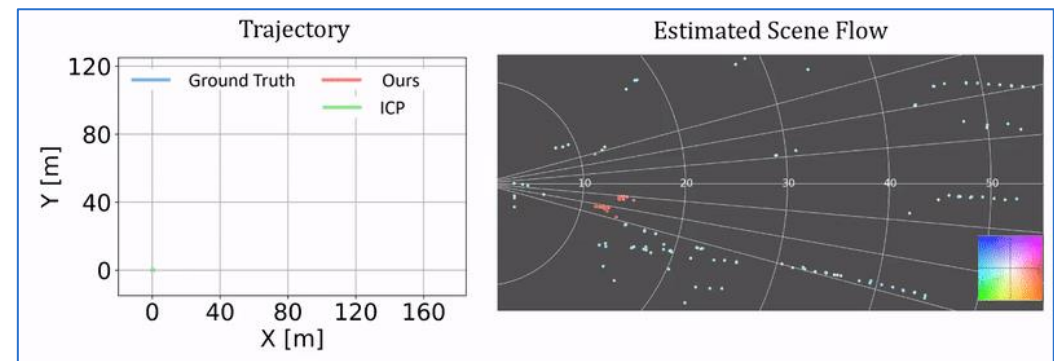 Trajectory
Estimated Scene Flow
120
Ground Truth
Ours
ICP
80
40
0
Y [m]
0 40 80 120 160
X [m]
10 20 30 40 50